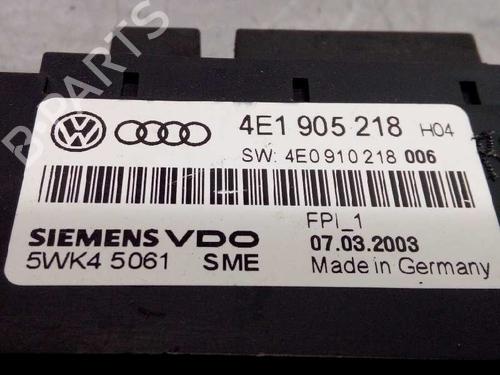 4E1 905 218 H04
SW: 4E0 910 218 006
FPI_1
SIEMENS VDO 07.03.2003
5WK4 5061 SME Made in Germany